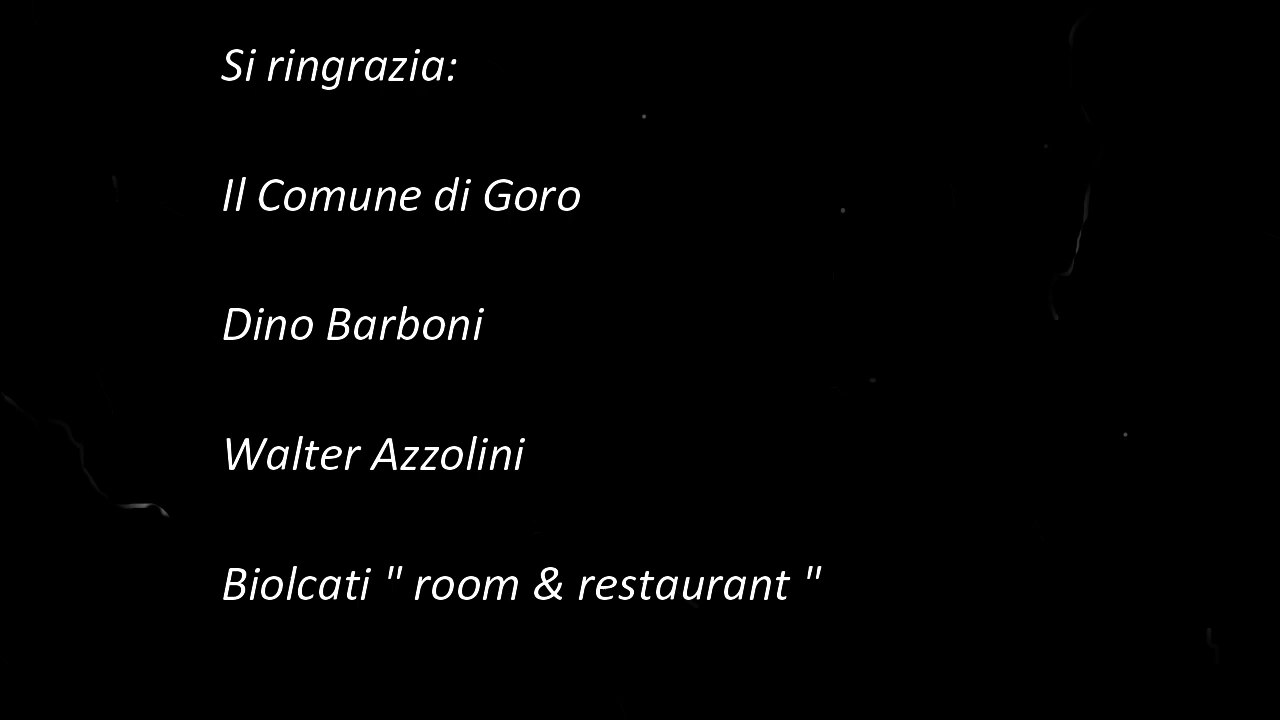 Si ringrazia:
Il Comune di Goro
Dino Barboni
Walter Azzolini
Biolcati " room & restaurant "